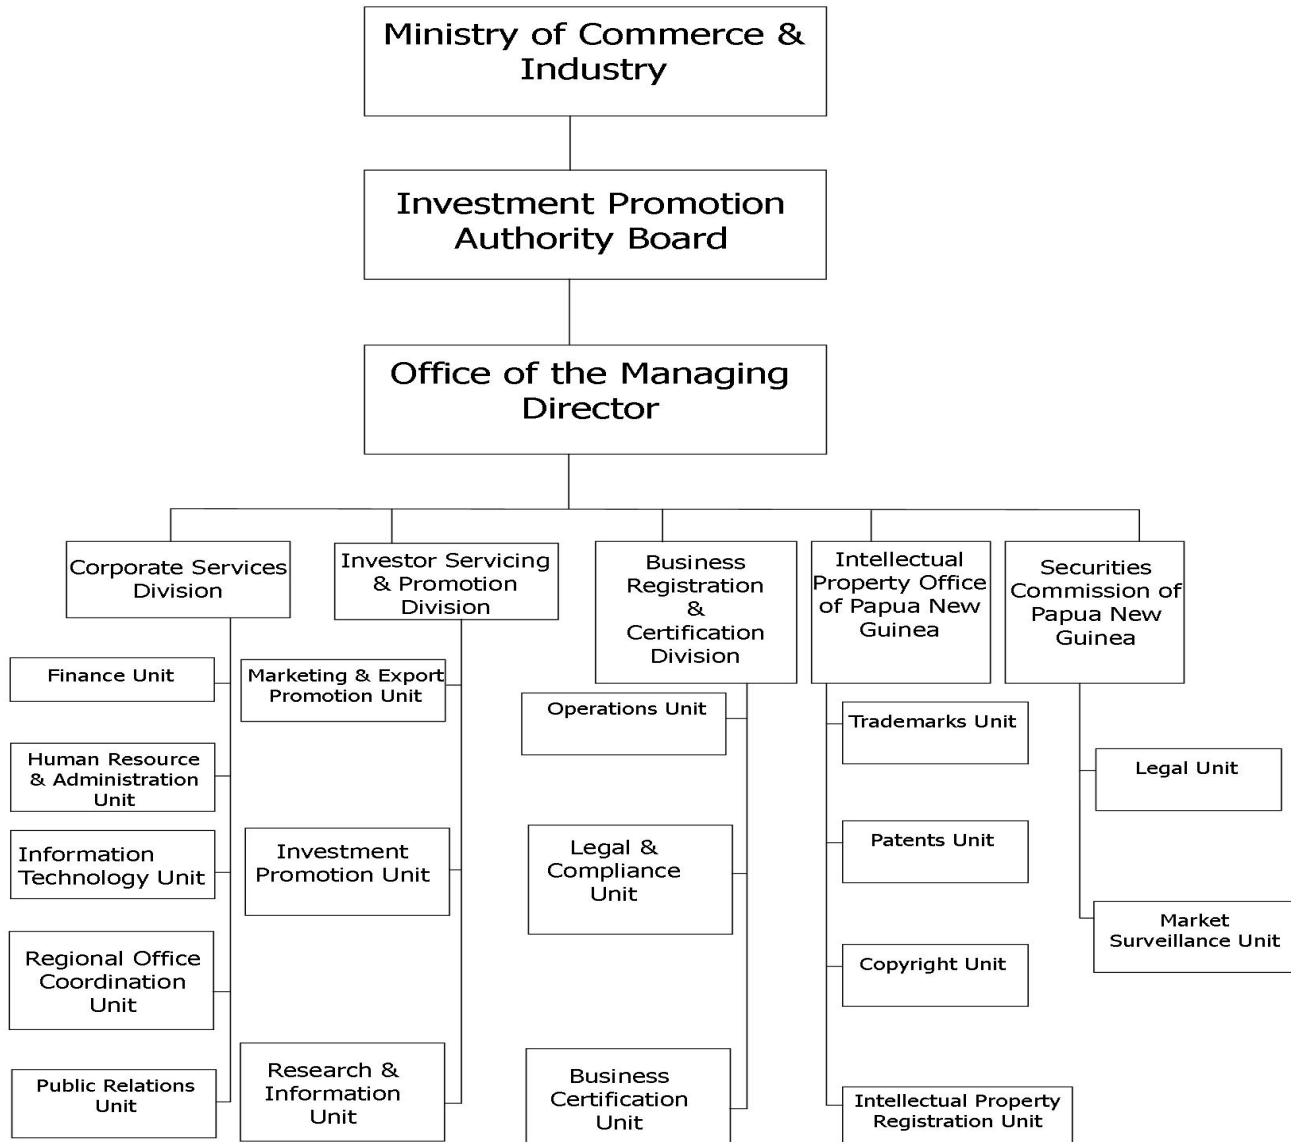 Ministry of Commerce &
Industry
Investment Promotion
Authority Board
Office of the Managing
Director
Corporate Services
Division
Finance Unit
Human Resource
& Administration
Unit
Information
Technology Unit
Regional Office
Coordination
Unit
Public Relations
Unit
Investor Servicing
& Promotion
Division
Marketing & Export
Promotion Unit
Investment
Promotion Unit
Research &
Information
Unit
Business
Registration
&
Certification
Division
Operations Unit
Legal &
Compliance
Unit
Business
Certification
Unit
Intellectual
Property Office
of Papua New
Guinea
Trademarks Unit
Patents Unit
Copyright Unit
Intellectual Property
Registration Unit
Securities
Commission of
Papua New
Guinea
Legal Unit
Market
Surveillance Unit